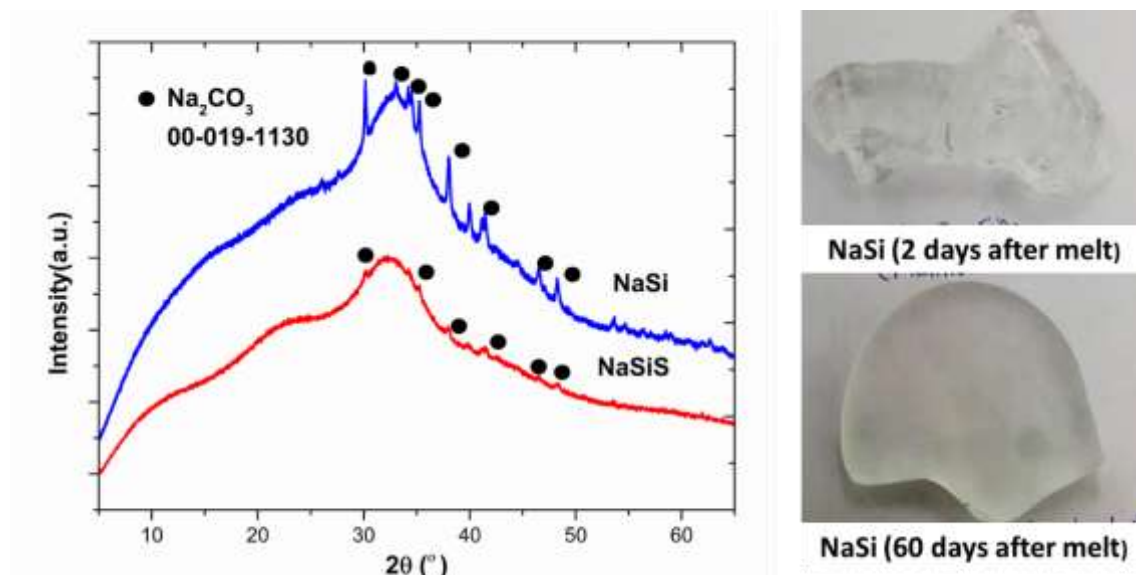 Na₂CO₃
00-019-1130
NaSi
NaSiS
Intensity(a.u.)
10 20 30 40 50 60
2θ (°)
NaSi (2 days after melt)
NaSi (60 days after melt)